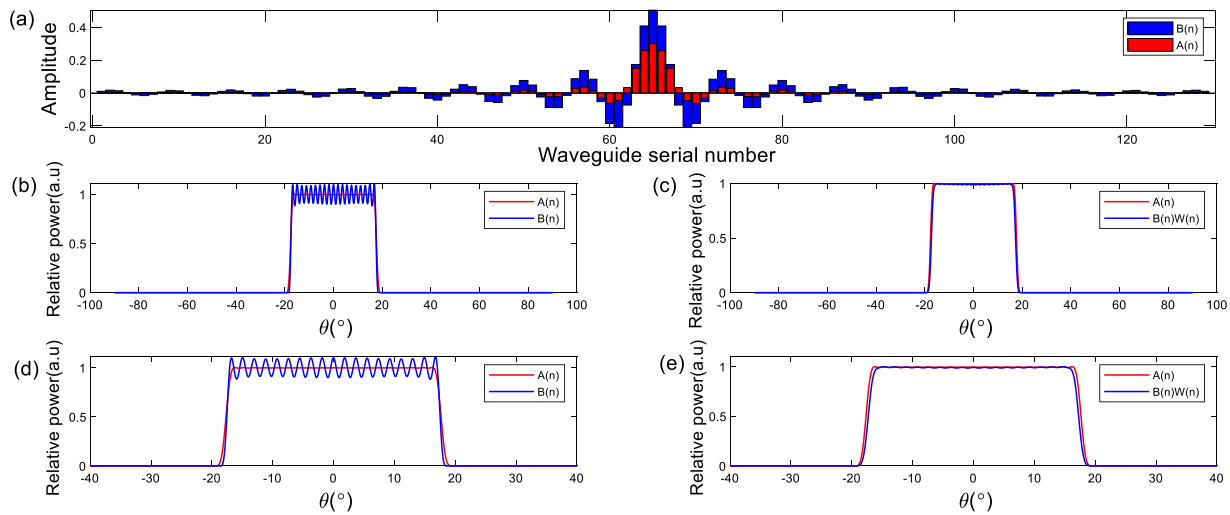 (a)
Amplitude
0.4
0.2
0
-0.2
B(n)
A(n)
0 20 40 60 80 100 120
Waveguide serial number
(b)
Relative power(a.u)
1
0.5
0
A(n)
B(n)
-100 -80 -60 -40 -20 0 20 40 60 80 100
θ(°)
(c)
Relative power(a.u)
1
0.5
0
A(n)
B(n)W(n)
-100 -80 -60 -40 -20 0 20 40 60 80 100
θ(°)
(d)
Relative power(a.u)
1
0.5
0
A(n)
B(n)
-40 -30 -20 -10 0 10 20 30 40
θ(°)
(e)
Relative power(a.u)
1
0.5
0
A(n)
B(n)W(n)
-40 -30 -20 -10 0 10 20 30 40
θ(°)